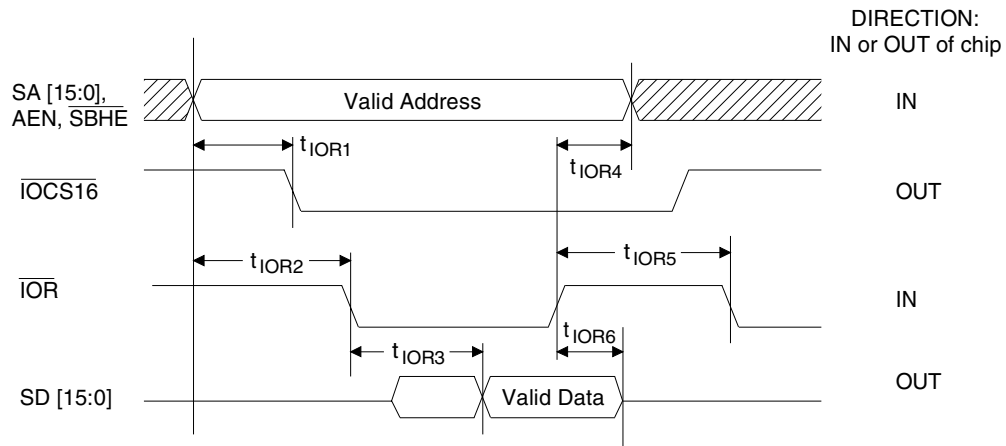 DIRECTION:
IN or OUT of chip
SA [15:0],
AEN, SBHE
Valid Address
IN
tIOR1
tIOR4
IOCS16
OUT
tIOR2
tIOR5
IOR
IN
tIOR3
tIOR6
SD [15:0]
Valid Data
OUT